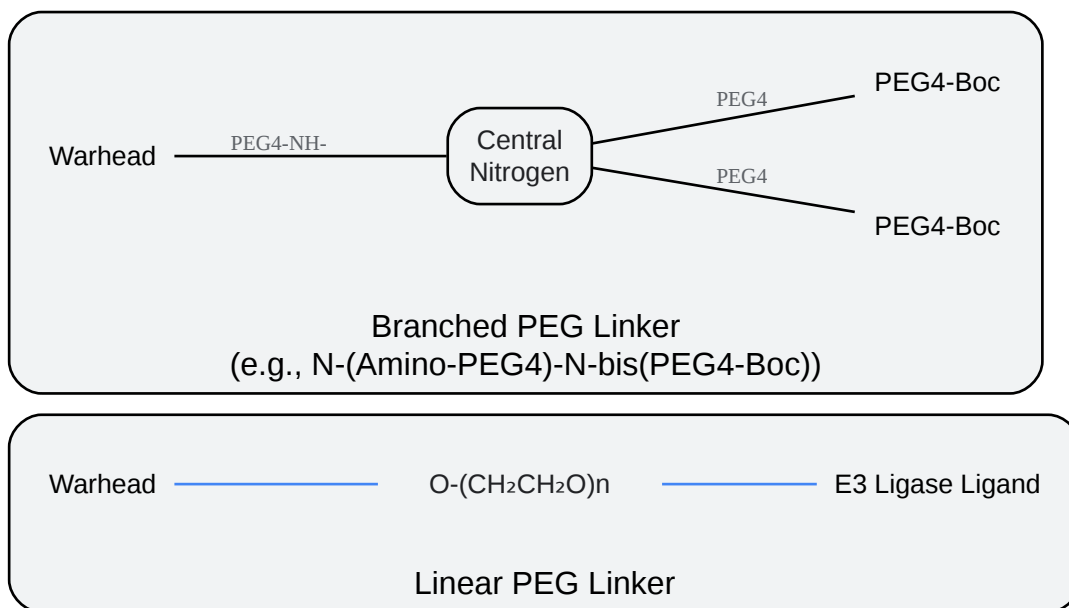 PEG4-Boc
PEG4
Warhead
PEG4-NH-
Central
Nitrogen
PEG4
PEG4-Boc
Branched PEG Linker
(e.g., N-(Amino-PEG4)-N-bis(PEG4-Boc))
Warhead
O-(CH₂CH₂O)n
E3 Ligase Ligand
Linear PEG Linker